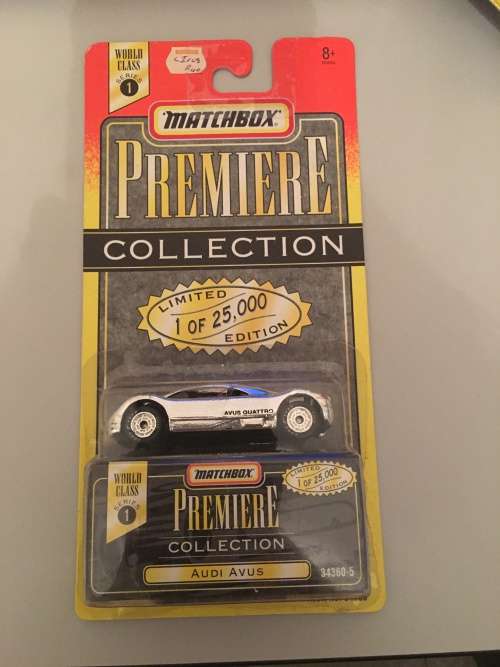 WORLD
CLASS
SERIES
1
8+
MATCHBOX
PREMIERE
COLLECTION
LIMITED
1 OF 25,000
EDITION
AVUS QUATTRO
WORLD
CLASS
SERIES
1
MATCHBOX
PREMIERE
COLLECTION
AUDI AVUS
LIMITED
1 OF 25,000
EDITION
34360-5